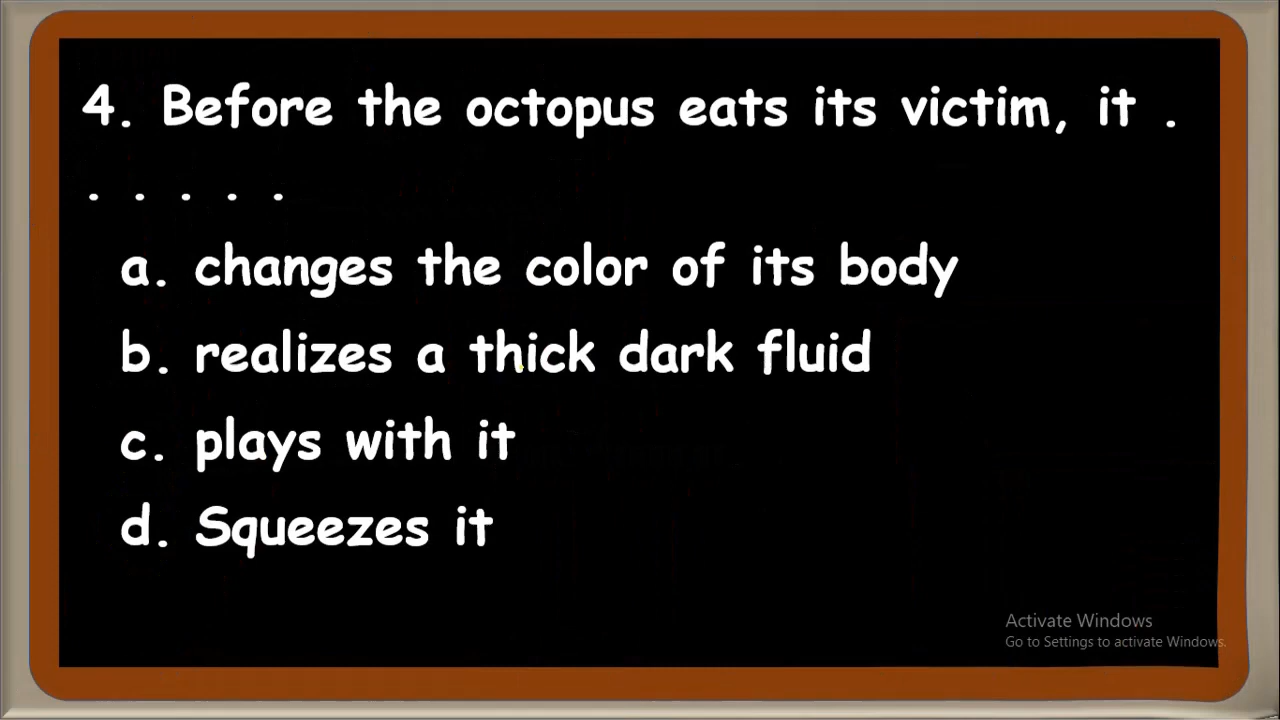 4. Before the octopus eats its victim, it .
. . . . .
a. changes the color of its body
b. realizes a thick dark fluid
c. plays with it
d. Squeezes it
Activate Windows
Go to Settings to activate Windows.